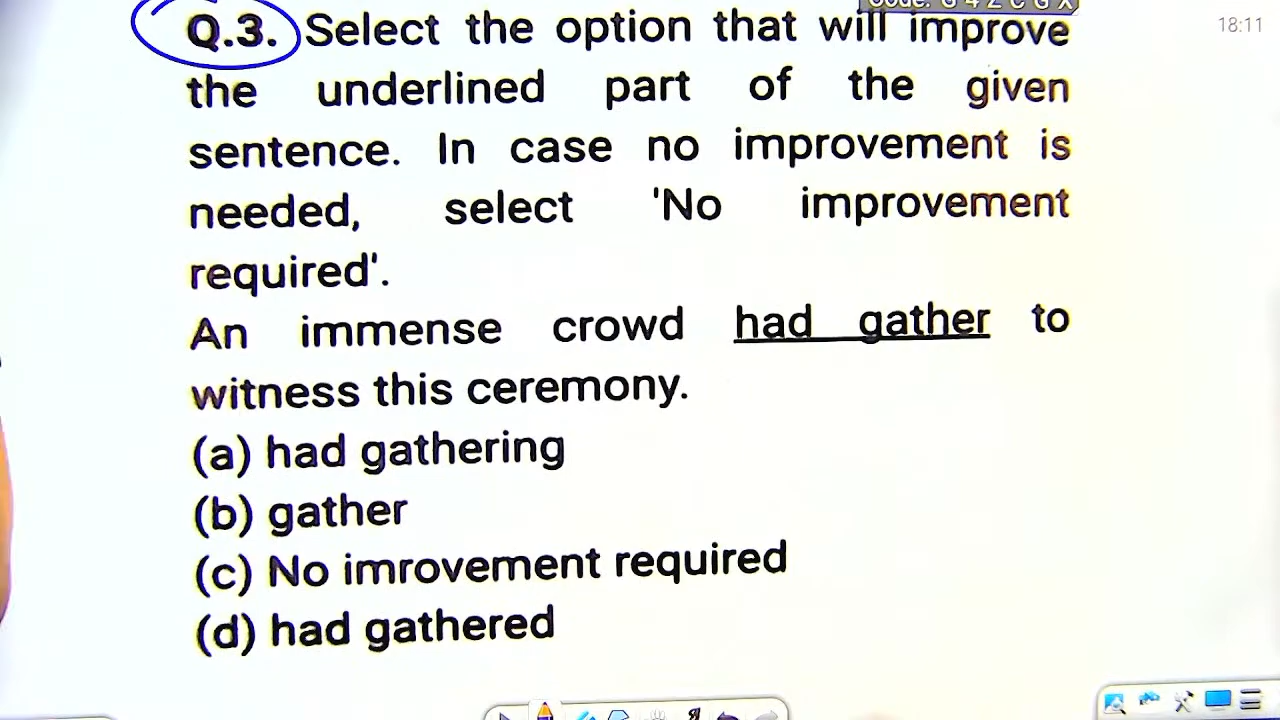 Q.3. Select the option that will improve
the underlined part of the given
sentence. In case no improvement is
needed, select 'No improvement
required'.
An immense crowd had gather to
witness this ceremony.
(a) had gathering
(b) gather
(c) No imrovement required
(d) had gathered
18:11